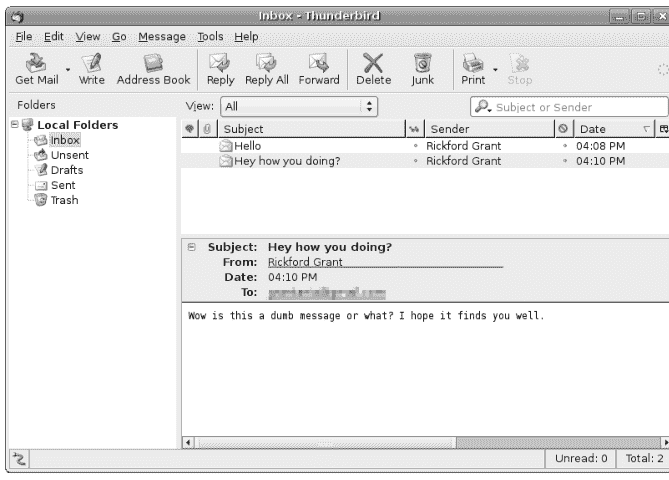 Inbox - Thunderbird
File Edit View Go Message Tools Help
Get Mail Write Address Book Reply Reply All Forward Delete Junk Print Stop
Folders View: All Subject or Sender
Local Folders
Inbox
Unsent
Drafts
Sent
Trash
Subject Sender Date
Hello Rickford Grant 04:08 PM
Hey how you doing? Rickford Grant 04:10 PM
Subject: Hey how you doing?
From: Rickford Grant
Date: 04:10 PM
To:
Wow is this a dumb message or what? I hope it finds you well.
Unread: 0 Total: 2